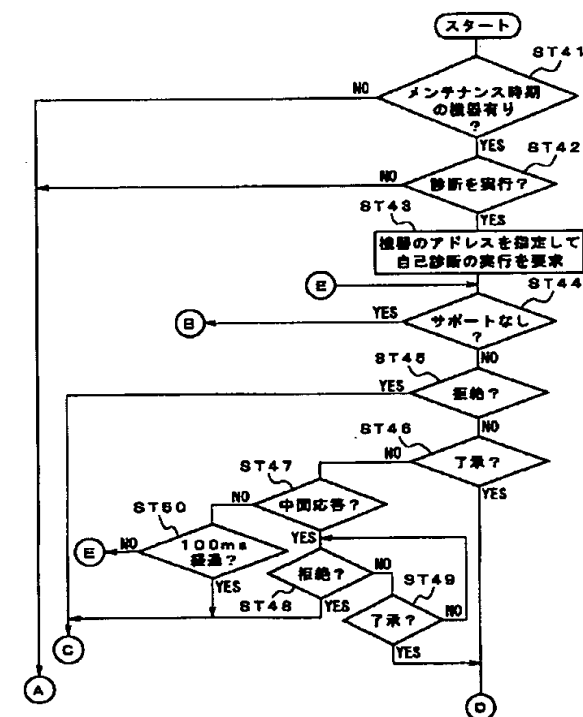 スタート
ST41
メンテナンス時期
の機器有り
?
NO
YES
ST42
診断を実行?
NO
YES
ST43
機器のアドレスを指定して
自己診断の実行を要求
E
ST44
サポートなし
?
YES
B
NO
ST45
拒絶?
YES
NO
ST46
了承?
NO
YES
ST47
中間応答?
NO
YES
ST50
100ms
経過?
NO
E
YES
拒絶?
NO
ST48
YES
ST49
了承?
NO
YES
C
A
D